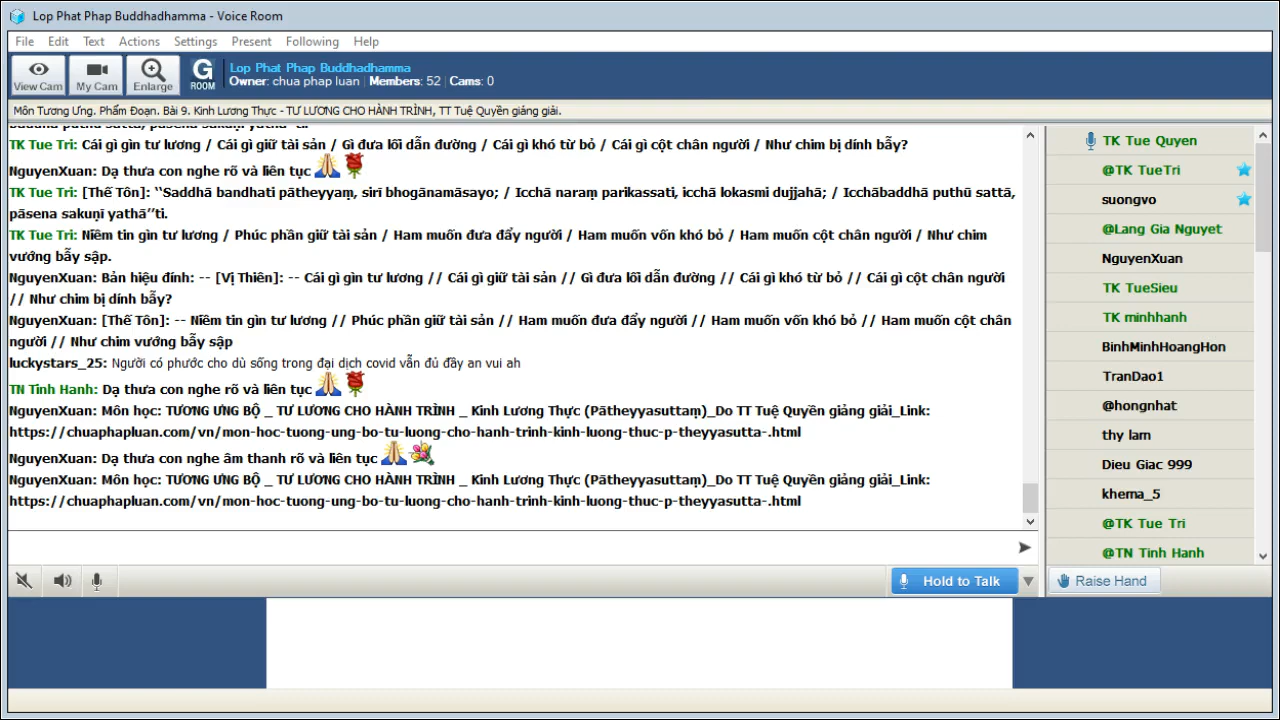 Lop Phat Phap Buddhadhamma - Voice Room
File Edit Text Actions Settings Present Following Help
View Cam My Cam Enlarge G ROOM
Lop Phat Phap Buddhadhamma
Owner: chua phap luan Members: 52 Cams: 0
Môn Tương Ưng. Phẩm Đoạn. Bài 9. Kinh Lương Thực - TƯ LƯƠNG CHO HÀNH TRÌNH, TT Tuệ Quyền giảng giải.
TK Tue Tri: Cái gì gìn tư lương / Cái gì giữ tài sản / Gì đưa lối dẫn đường / Cái gì khó từ bỏ / Cái gì cột chân người / Như chim bị dính bẫy?
NguyenXuan: Dạ thưa con nghe rõ và liên tục
TK Tue Tri: [Thế Tôn]: “Saddhā bandhati pātheyyaṃ, sirī bhogānamāsayo; / Icchā naraṃ parikassati, icchā lokasmi dujjahā; / Icchābaddhā puthū sattā,
pāsena sakuṇī yathā”ti.
TK Tue Tri: Niềm tin gìn tư lương / Phúc phần giữ tài sản / Ham muốn đưa đẩy người / Ham muốn vốn khó bỏ / Ham muốn cột chân người / Như chim
vướng bẫy sập.
NguyenXuan: Bản hiệu đính: -- [Vị Thiên]: -- Cái gì gìn tư lương // Cái gì giữ tài sản // Gì đưa lối dẫn đường // Cái gì khó từ bỏ // Cái gì cột chân người
// Như chim bị dính bẫy?
NguyenXuan: [Thế Tôn]: -- Niềm tin gìn tư lương // Phúc phần giữ tài sản // Ham muốn đưa đẩy người // Ham muốn vốn khó bỏ // Ham muốn cột chân
người // Như chim vướng bẫy sập
luckystars_25: Người có phước cho dù sống trong đại dịch covid vẫn đủ đầy an vui ah
TN Tinh Hanh: Dạ thưa con nghe rõ và liên tục
NguyenXuan: Môn học: TƯƠNG ƯNG BỘ _ TƯ LƯƠNG CHO HÀNH TRÌNH _ Kinh Lương Thực (Pātheyyasuttaṃ)_Do TT Tuệ Quyền giảng giải_Link:
https://chuaphapluan.com/vn/mon-hoc-tuong-ung-bo-tu-luong-cho-hanh-trinh-kinh-luong-thuc-p-theyyasutta-.html
NguyenXuan: Dạ thưa con nghe âm thanh rõ và liên tục
NguyenXuan: Môn học: TƯƠNG ƯNG BỘ _ TƯ LƯƠNG CHO HÀNH TRÌNH _ Kinh Lương Thực (Pātheyyasuttaṃ)_Do TT Tuệ Quyền giảng giải_Link:
https://chuaphapluan.com/vn/mon-hoc-tuong-ung-bo-tu-luong-cho-hanh-trinh-kinh-luong-thuc-p-theyyasutta-.html
TK Tue Quyen
@TK TueTri
suongvo
@Lang Gia Nguyet
NguyenXuan
TK TueSieu
TK minhhanh
BinhMinhHoangHon
TranDao1
@hongnhat
thy lam
Dieu Giac 999
khema_5
@TK Tue Tri
@TN Tinh Hanh
Hold to Talk
Raise Hand